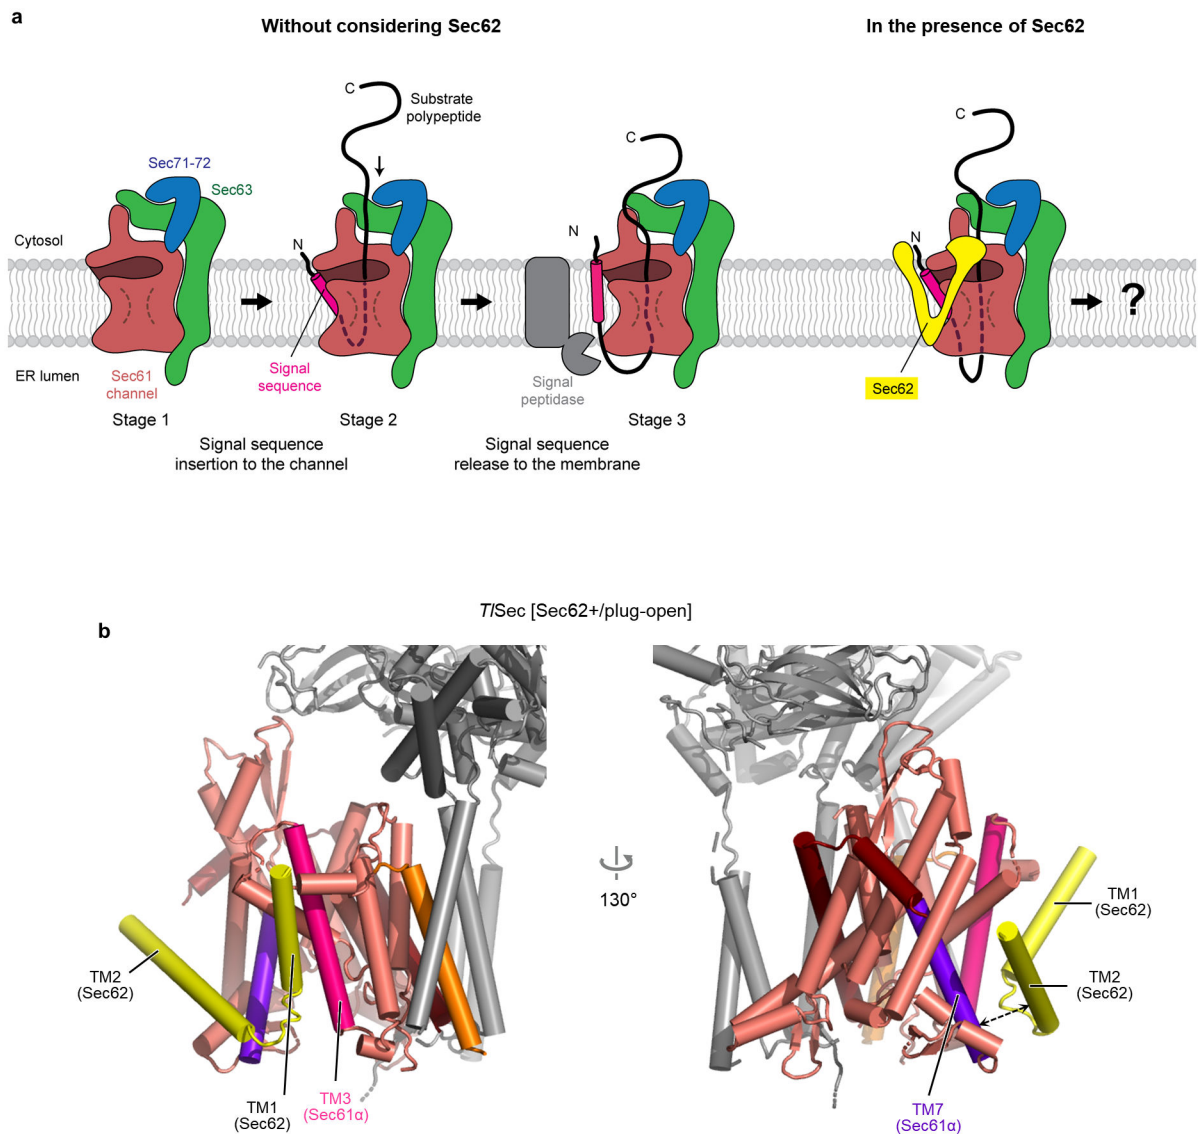 a
Without considering Sec62
In the presence of Sec62
C
Substrate
polypeptide
C
C
Sec71-72
Sec63
Cytosol
N
N
N
ER lumen
Sec61
channel
Signal
sequence
Signal
peptidase
Sec62
?
Stage 1
Stage 2
Stage 3
Signal sequence
insertion to the channel
Signal sequence
release to the membrane
TlSec [Sec62+/plug-open]
b
130°
TM2
(Sec62)
TM1
(Sec62)
TM3
(Sec61α)
TM1
(Sec62)
TM2
(Sec62)
TM7
(Sec61α)